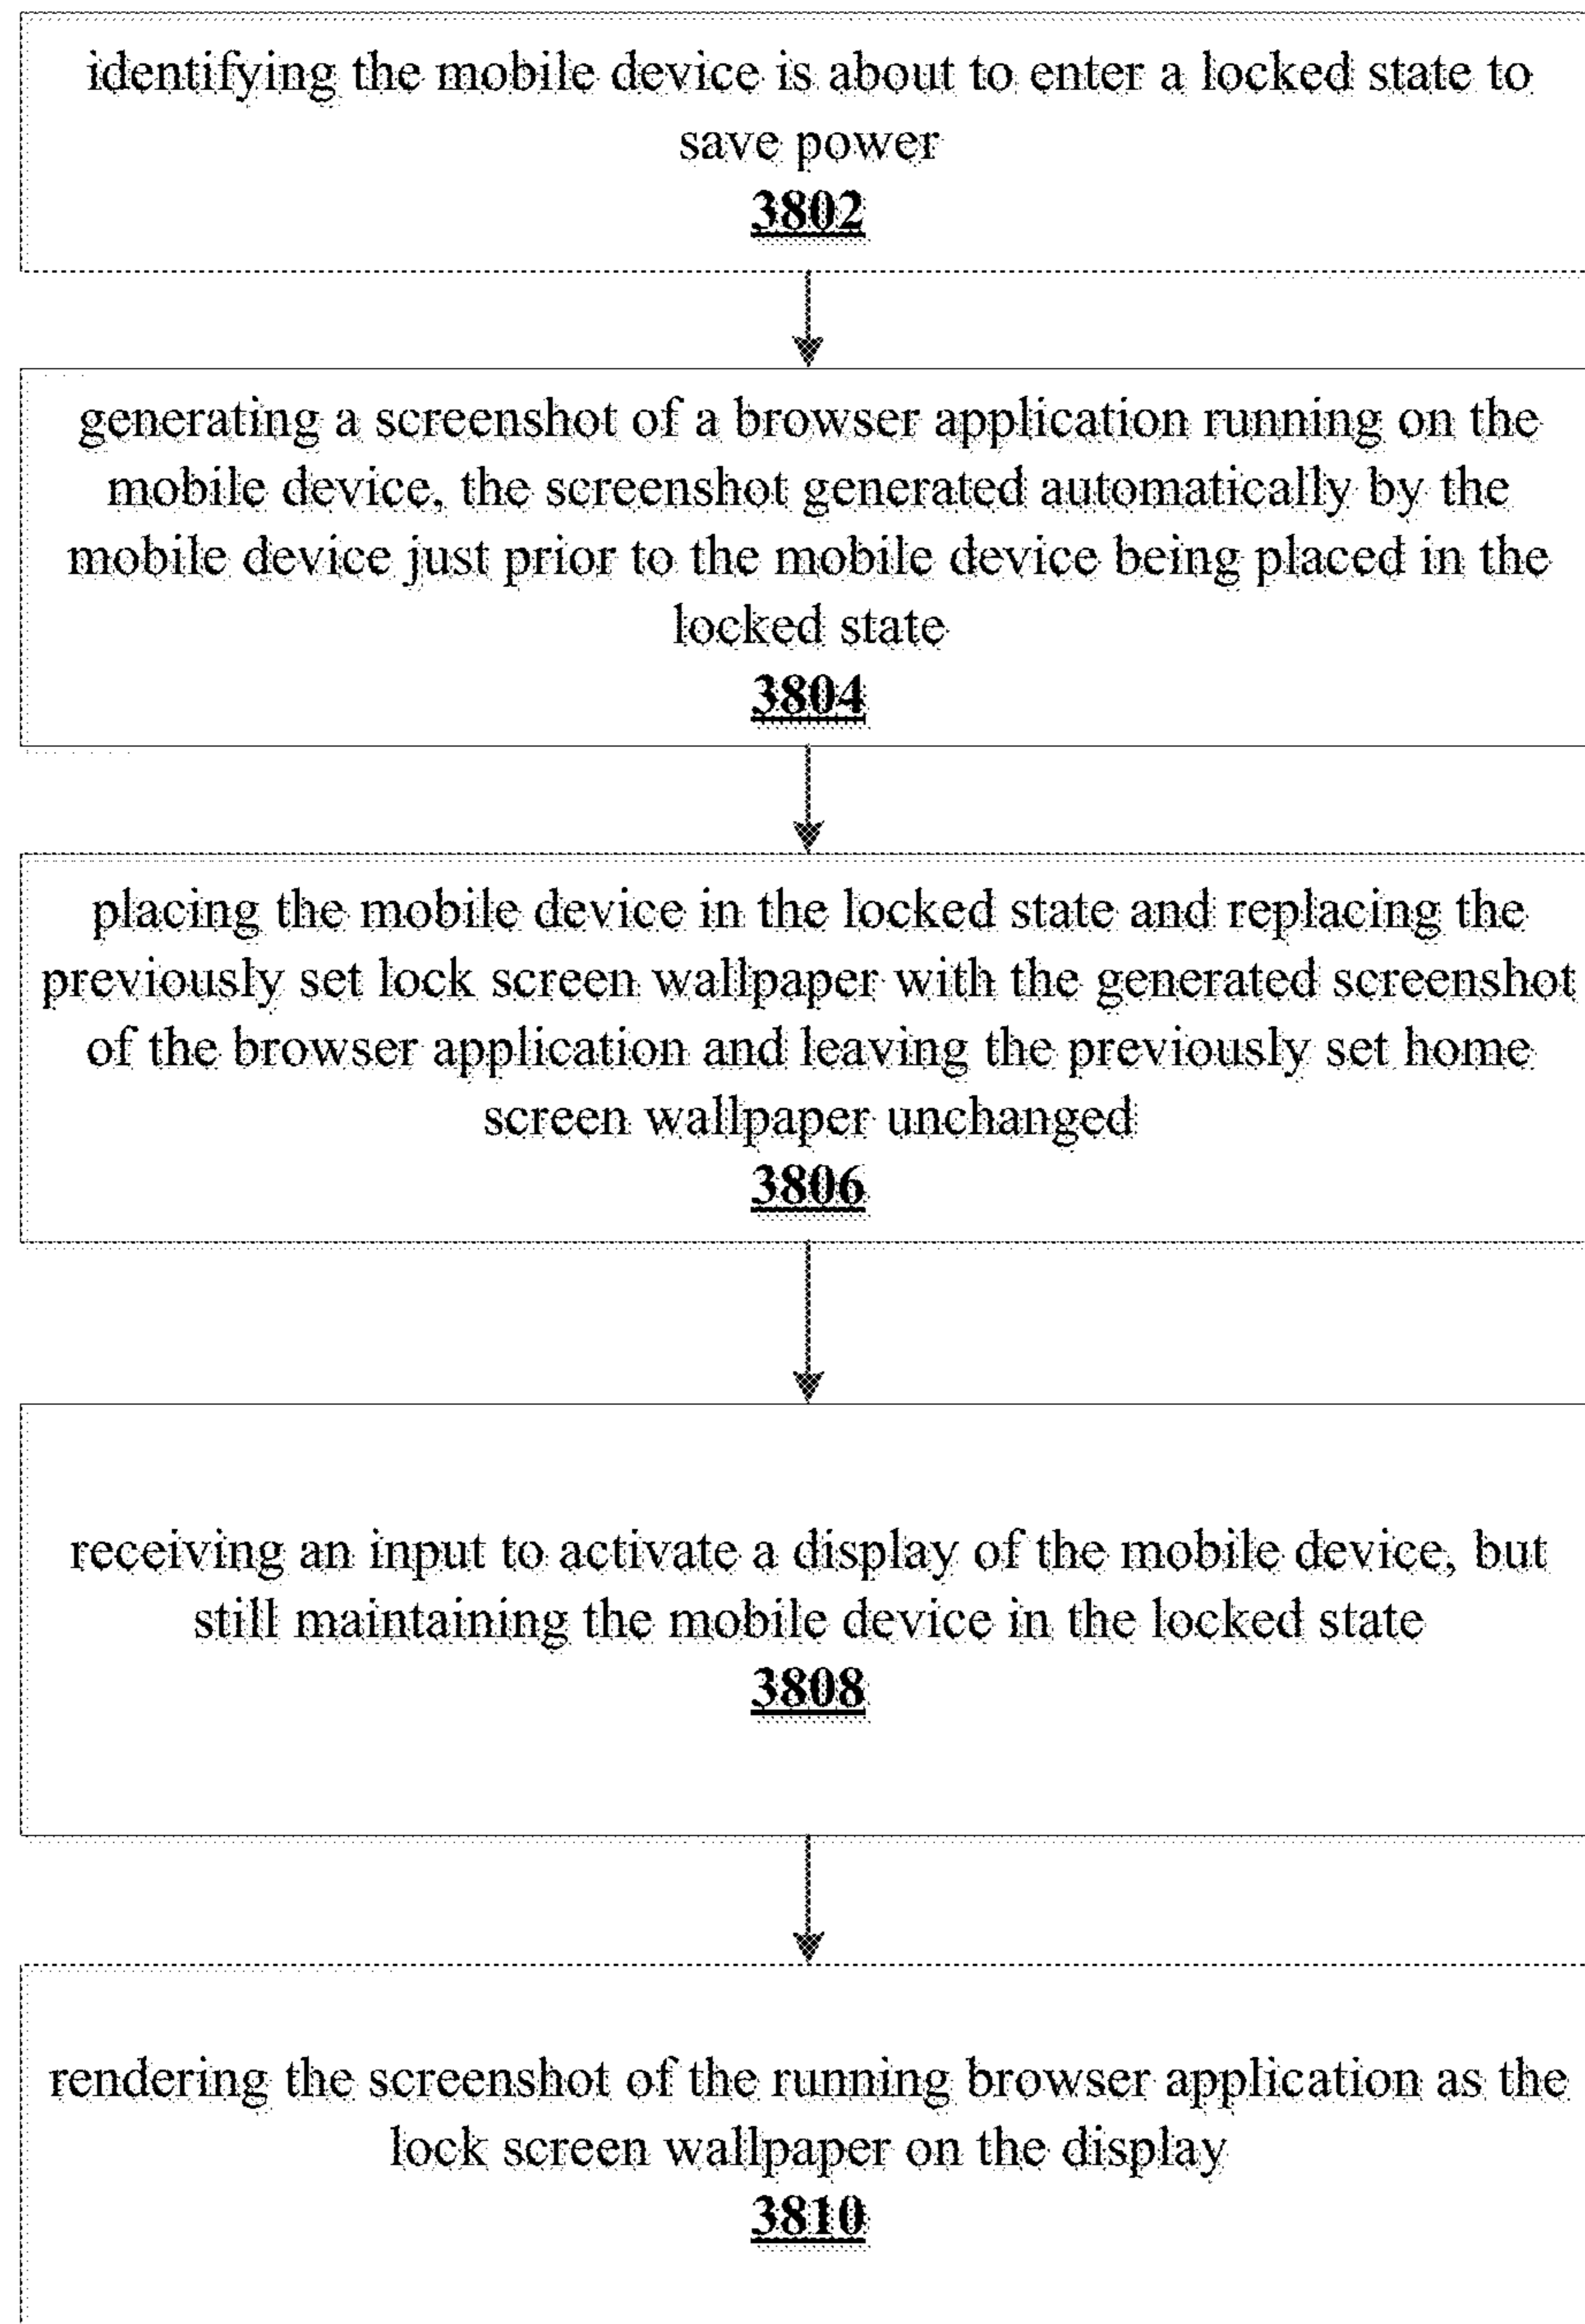 identifying the mobile device is about to enter a locked state to
save power
3802
generating a screenshot of a browser application running on the
mobile device, the screenshot generated automatically by the
mobile device just prior to the mobile device being placed in the
locked state
3804
placing the mobile device in the locked state and replacing the
previously set lock screen wallpaper with the generated screenshot
of the browser application and leaving the previously set home
screen wallpaper unchanged
3806
receiving an input to activate a display of the mobile device, but
still maintaining the mobile device in the locked state
3808
rendering the screenshot of the running browser application as the
lock screen wallpaper on the display
3810